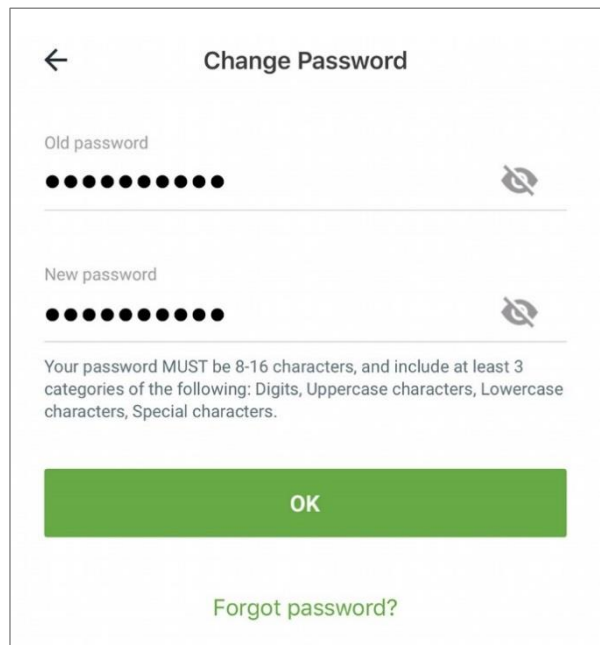 Change Password
Old password
●●●●●●●●●●
New password
●●●●●●●●●●
Your password MUST be 8-16 characters, and include at least 3
categories of the following: Digits, Uppercase characters, Lowercase
characters, Special characters.
OK
Forgot password?